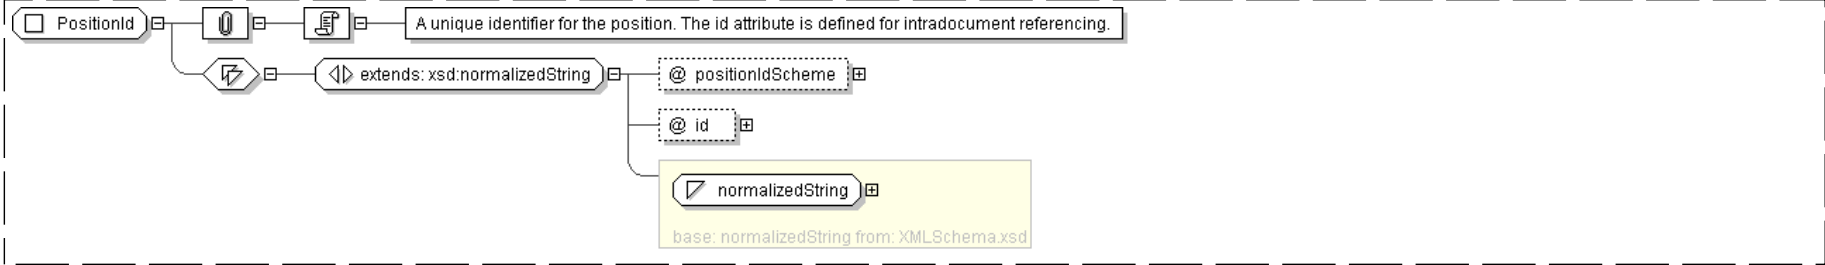 PositionId
A unique identifier for the position. The id attribute is defined for intradocument referencing.
extends: xsd:normalizedString
@ positionIdScheme
@ id
normalizedString
base: normalizedString from: XMLSchema.xsd